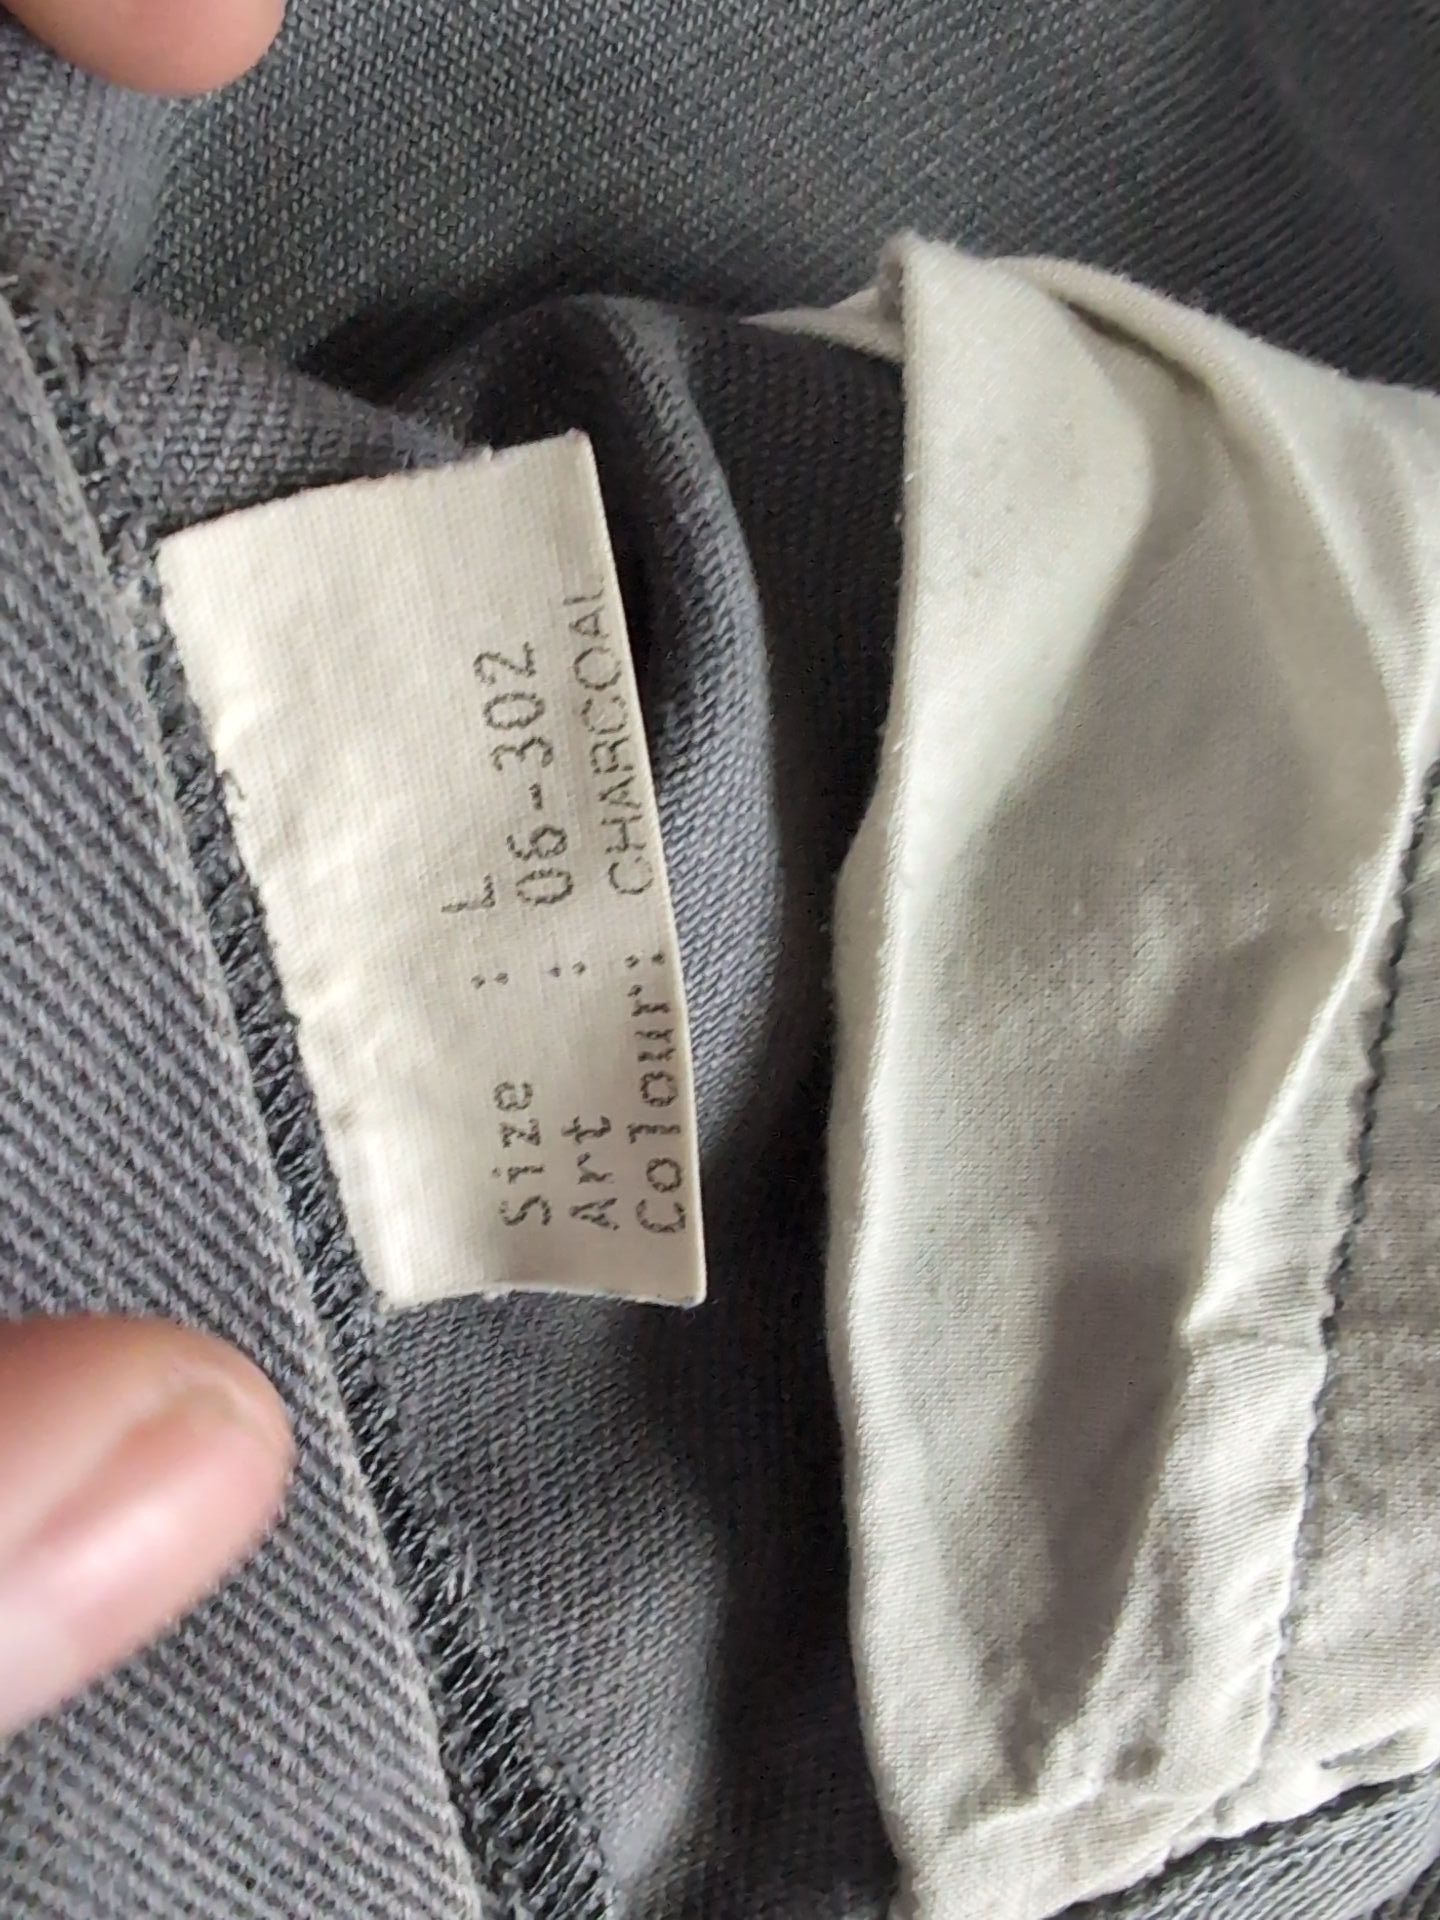 Size : L
Art : 06-302
Colour: CHARCOAL